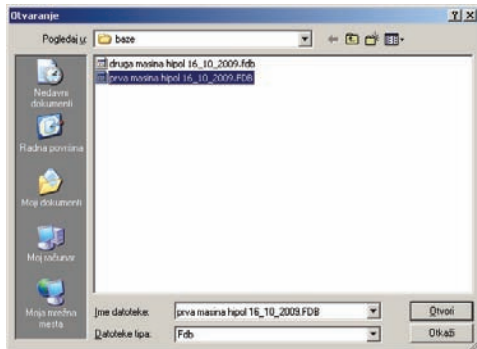 Otvaranje
Pogledaj u: baze
druga masina hipol 16_10_2009.fdb
prva masina hipol 16_10_2009.FDB
Nedavni
dokumenti
Radna površina
Moji dokumenti
Moj računar
Moja mrežna
mesta
Ime datoteke: prva masina hipol 16_10_2009.FDB Otvori
Datoteke tipa: Fdb Otkaži